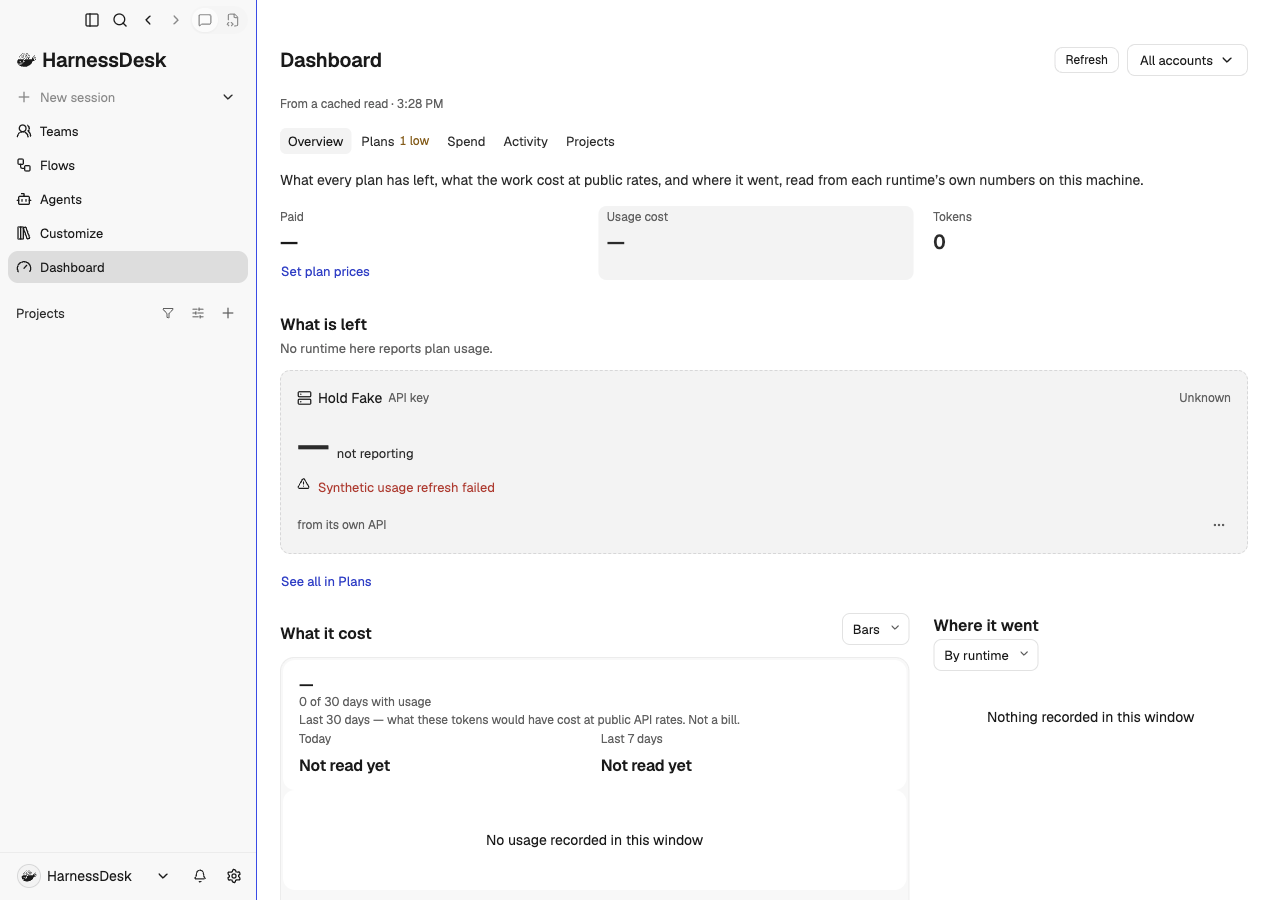 HarnessDesk
New session
Teams
Flows
Agents
Customize
Dashboard
Projects
HarnessDesk
Dashboard
Refresh
All accounts
From a cached read · 3:28 PM
Overview Plans 1 low Spend Activity Projects
What every plan has left, what the work cost at public rates, and where it went, read from each runtime’s own numbers on this machine.
Paid
—
Set plan prices
Usage cost
—
Tokens
0
What is left
No runtime here reports plan usage.
Hold Fake API key
Unknown
— not reporting
Synthetic usage refresh failed
from its own API
See all in Plans
What it cost
Bars
—
0 of 30 days with usage
Last 30 days — what these tokens would have cost at public API rates. Not a bill.
Today
Not read yet
Last 7 days
Not read yet
No usage recorded in this window
Where it went
By runtime
Nothing recorded in this window